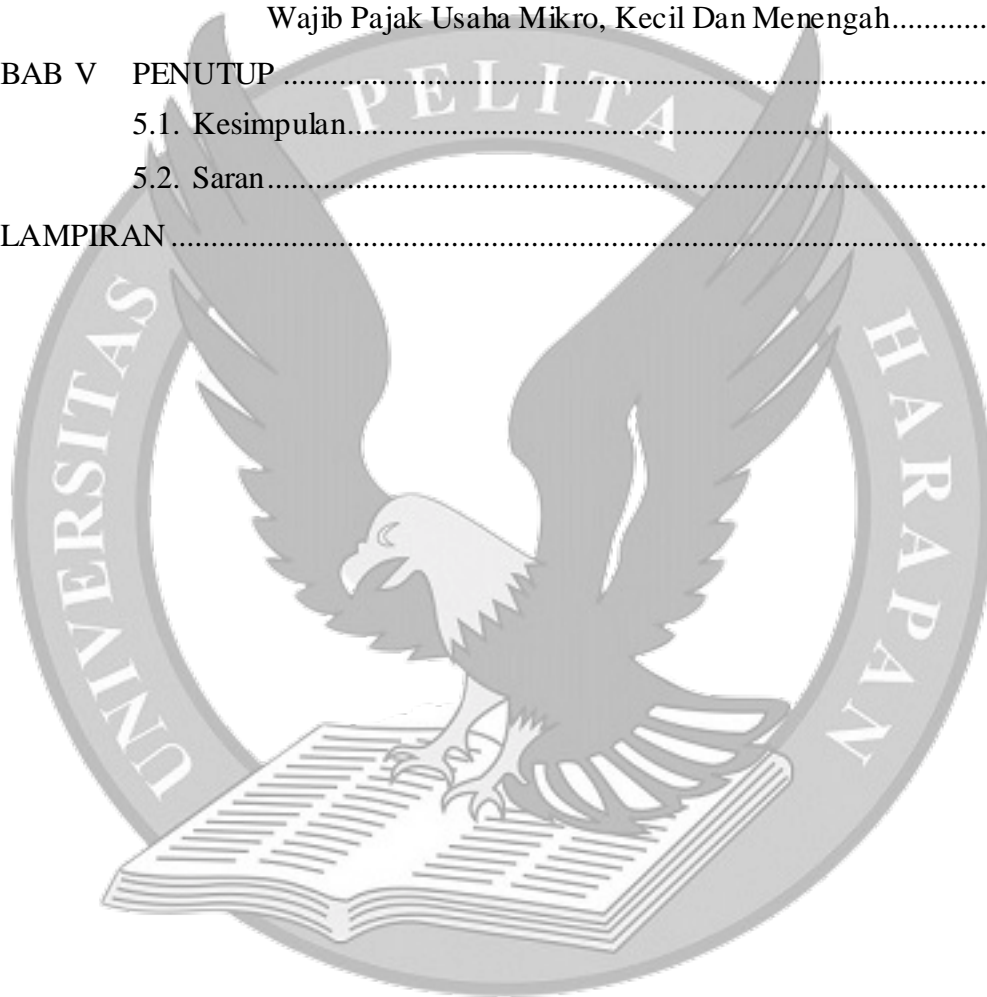 Wajib Pajak Usaha Mikro, Kecil Dan Menengah............
BAB V PENUTUP ................................................................................
5.1. Kesimpulan.........................................................................
5.2. Saran..................................................................................
LAMPIRAN ...........................................................................................
UNIVERSITAS PELITA HARAPAN